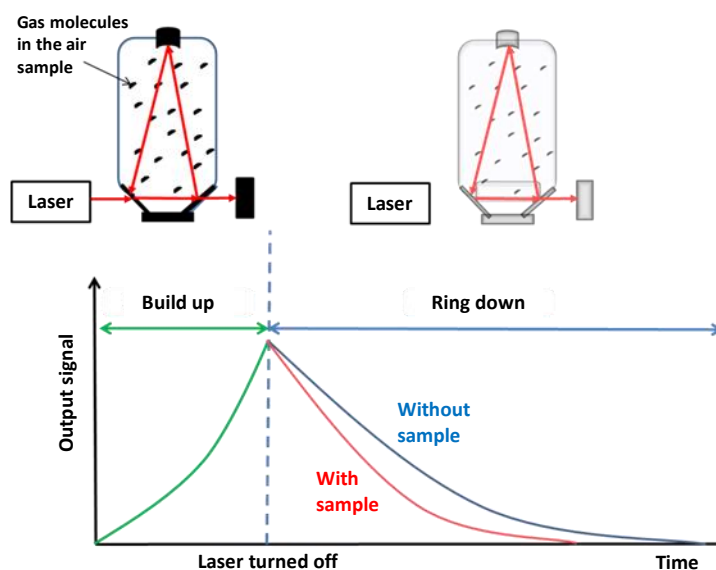 Gas molecules
in the air
sample
Laser
Laser
Build up
Ring down
Output signal
Without
sample
With
sample
Laser turned off
Time